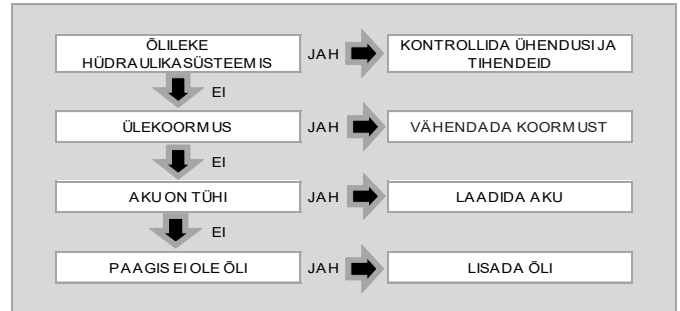 ÕLILEKE
HÜDRAULIKASÜSTEEMIS
JAH
KONTROLLIDA ÜHENDUSI JA
TIHENDEID
EI
ÜLEKOORMUS
JAH
VÄHENDADA KOORMUST
EI
AKU ON TÜHI
JAH
LAADIDA AKU
EI
PAAGIS EI OLE ÕLI
JAH
LISADA ÕLI